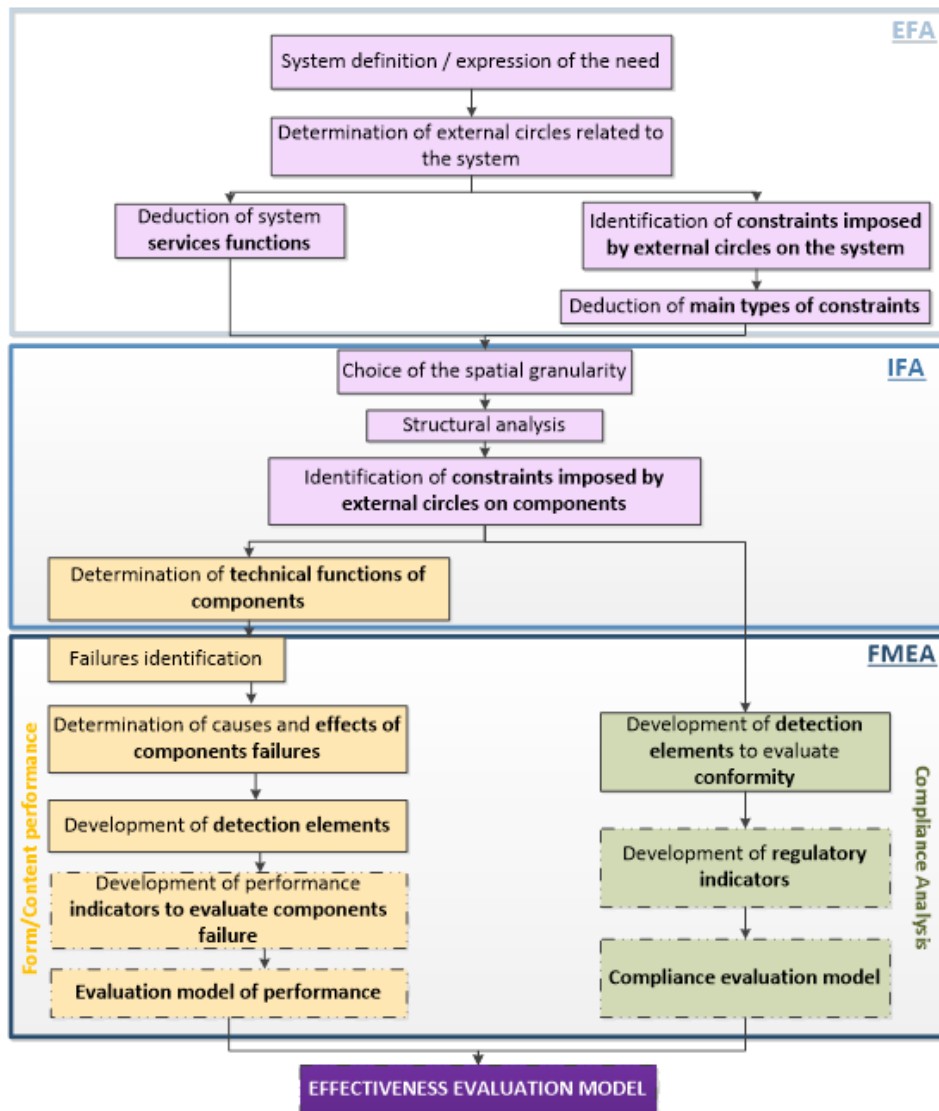 EFA
System definition / expression of the need
Determination of external circles related to
the system
Deduction of system
services functions
Identification of constraints imposed
by external circles on the system
Deduction of main types of constraints
IFA
Choice of the spatial granularity
Structural analysis
Identification of constraints imposed by
external circles on components
Determination of technical functions of
components
FMEA
Failures identification
Form/Content performance
Determination of causes and effects of
components failures
Development of detection elements
Development of performance
indicators to evaluate components
failure
Evaluation model of performance
Development of detection
elements to evaluate
conformity
Development of regulatory
indicators
Compliance evaluation model
Compliance Analysis
EFFECTIVENESS EVALUATION MODEL